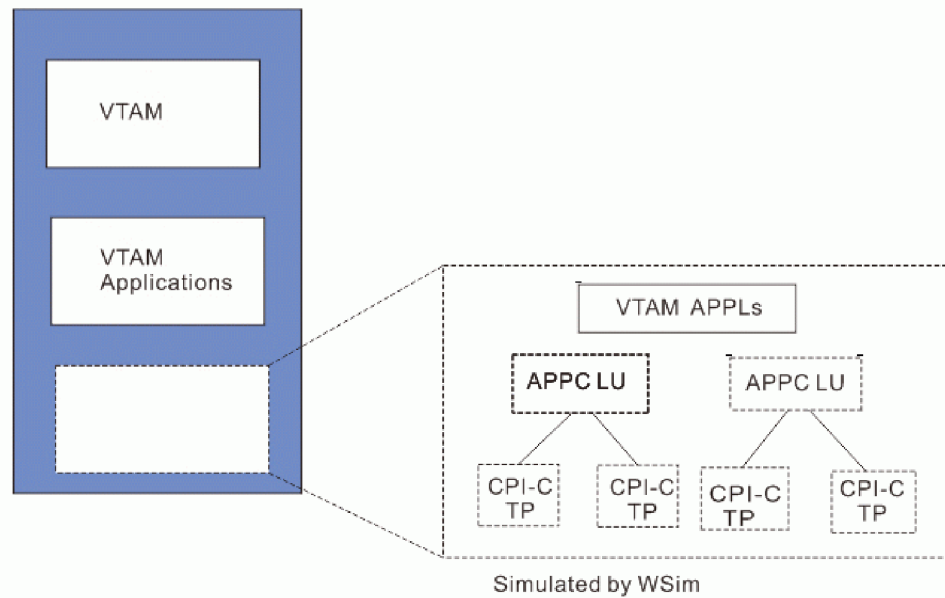 VTAM
VTAM
Applications
VTAM APPLs
APPC LU
APPC LU
CPI-C
TP
CPI-C
TP
CPI-C
TP
CPI-C
TP
Simulated by WSim